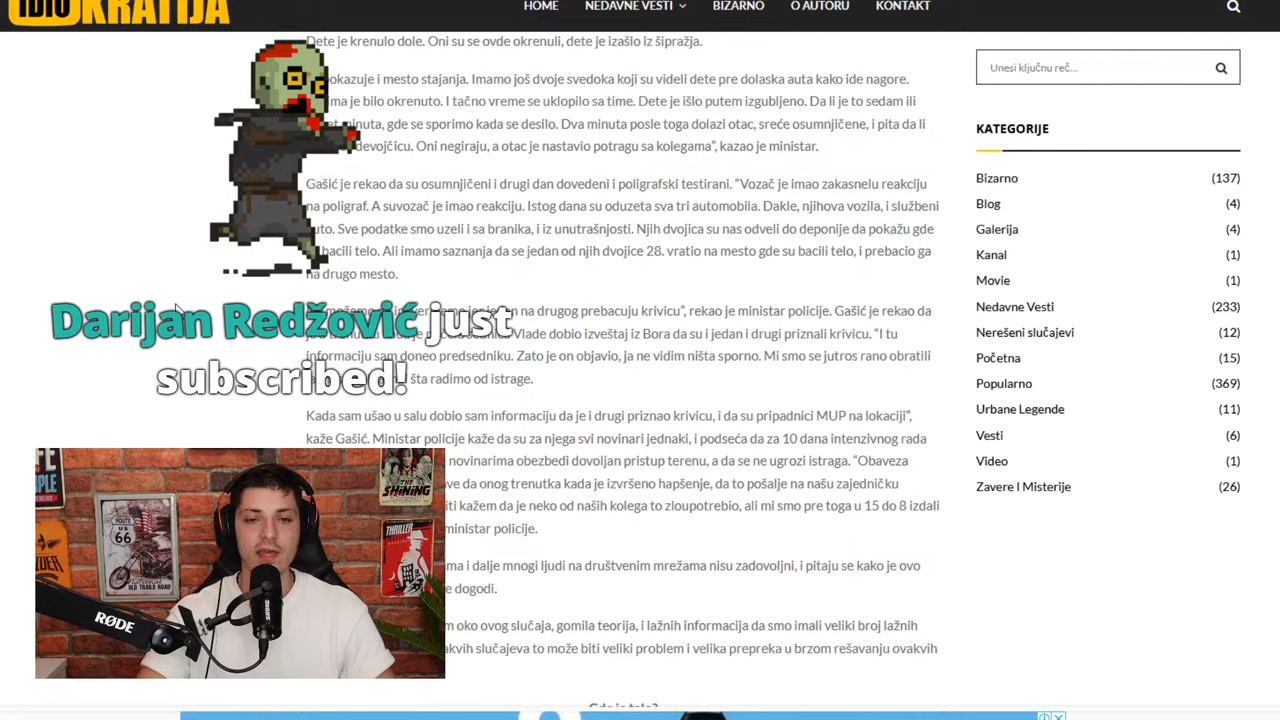 KRATIJA
HOME
NEDAVNE VESTI
BIZARNO
O AUTORU
KONTAKT
Dete je krenulo dole. Oni su se ovde okrenuli, dete je izašlo iz šipražja.
pokazuje i mesto stajanja. Imamo još dvoje svedoka koji su videli dete pre dolaska auta kako ide nagore.
ma je bilo okrenuto. I tačno vreme se uklopilo sa time. Dete je išlo putem izgubljeno. Da li je to sedam ili
minuta, gde se sporimo kada se desilo. Dva minuta posle toga dolazi otac, sreće osumnjičene, i pita da li
devojčicu. Oni negiraju, a otac je nastavio potragu sa kolegama”, kazao je ministar.
Gašić je rekao da su osumnjičeni i drugi dan dovedeni i poligrafski testirani. “Vozač je imao zakasnelu reakciju
na poligraf. A suvozač je imao reakciju. Istog dana su oduzeta sva tri automobila. Dakle, njihova vozila, i službeni
uto. Sve podatke smo uzeli i sa branika, i iz unutrašnjosti. Njih dvojica su nas odveli do deponije da pokažu gde
bacili telo. Ali imamo saznanja da se jedan od njih dvojice 28. vratio na mesto gde su bacili telo, i prebacio ga
na drugo mesto.
na drugog prebacuju krivicu”, rekao je ministar policije. Gašić je rekao da
Vlade dobio izveštaj iz Bora da su i jedan i drugi priznali krivicu. “I tu
informaciju sam doneo predsedniku. Zato je on objavio, ja ne vidim ništa sporno. Mi smo se jutros rano obratili
šta radimo od istrage.
Darijan Redžović just
subscribed!
Kada sam ušao u salu dobio sam informaciju da je i drugi priznao krivicu, i da su pripadnici MUP na lokaciji”,
kaže Gašić. Ministar policije kaže da su za njega svi novinari jednaki, i podseća da za 10 dana intenzivnog rada
novinarima obezbedi dovoljan pristup terenu, a da se ne ugrozi istraga. “Obaveza
ve da onog trenutka kada je izvršeno hapšenje, da to pošalje na našu zajedničku
iti kažem da je neko od naših kolega to zloupotrebio, ali mi smo pre toga u 15 do 8 izdali
ministar policije.
ma i dalje mnogi ljudi na društvenim mrežama nisu zadovoljni, i pitaju se kako je ovo
e dogodi.
m oko ovog slučaja, gomila teorija, i lažnih informacija da smo imali veliki broj lažnih
akvih slučajeva to može biti veliki problem i velika prepreka u brzom rešavanju ovakvih
Unesi ključnu reč...
KATEGORIJE
Bizarno (137)
Blog (4)
Galerija (4)
Kanal (1)
Movie (1)
Nedavne Vesti (233)
Nerešeni slučajevi (12)
Početna (15)
Popularno (369)
Urbane Legende (11)
Vesti (6)
Video (1)
Zavere I Misterije (26)
THE
SHINING
ROUTE
US
66
OLD TRAILS ROAD
THRILLER
RØDE